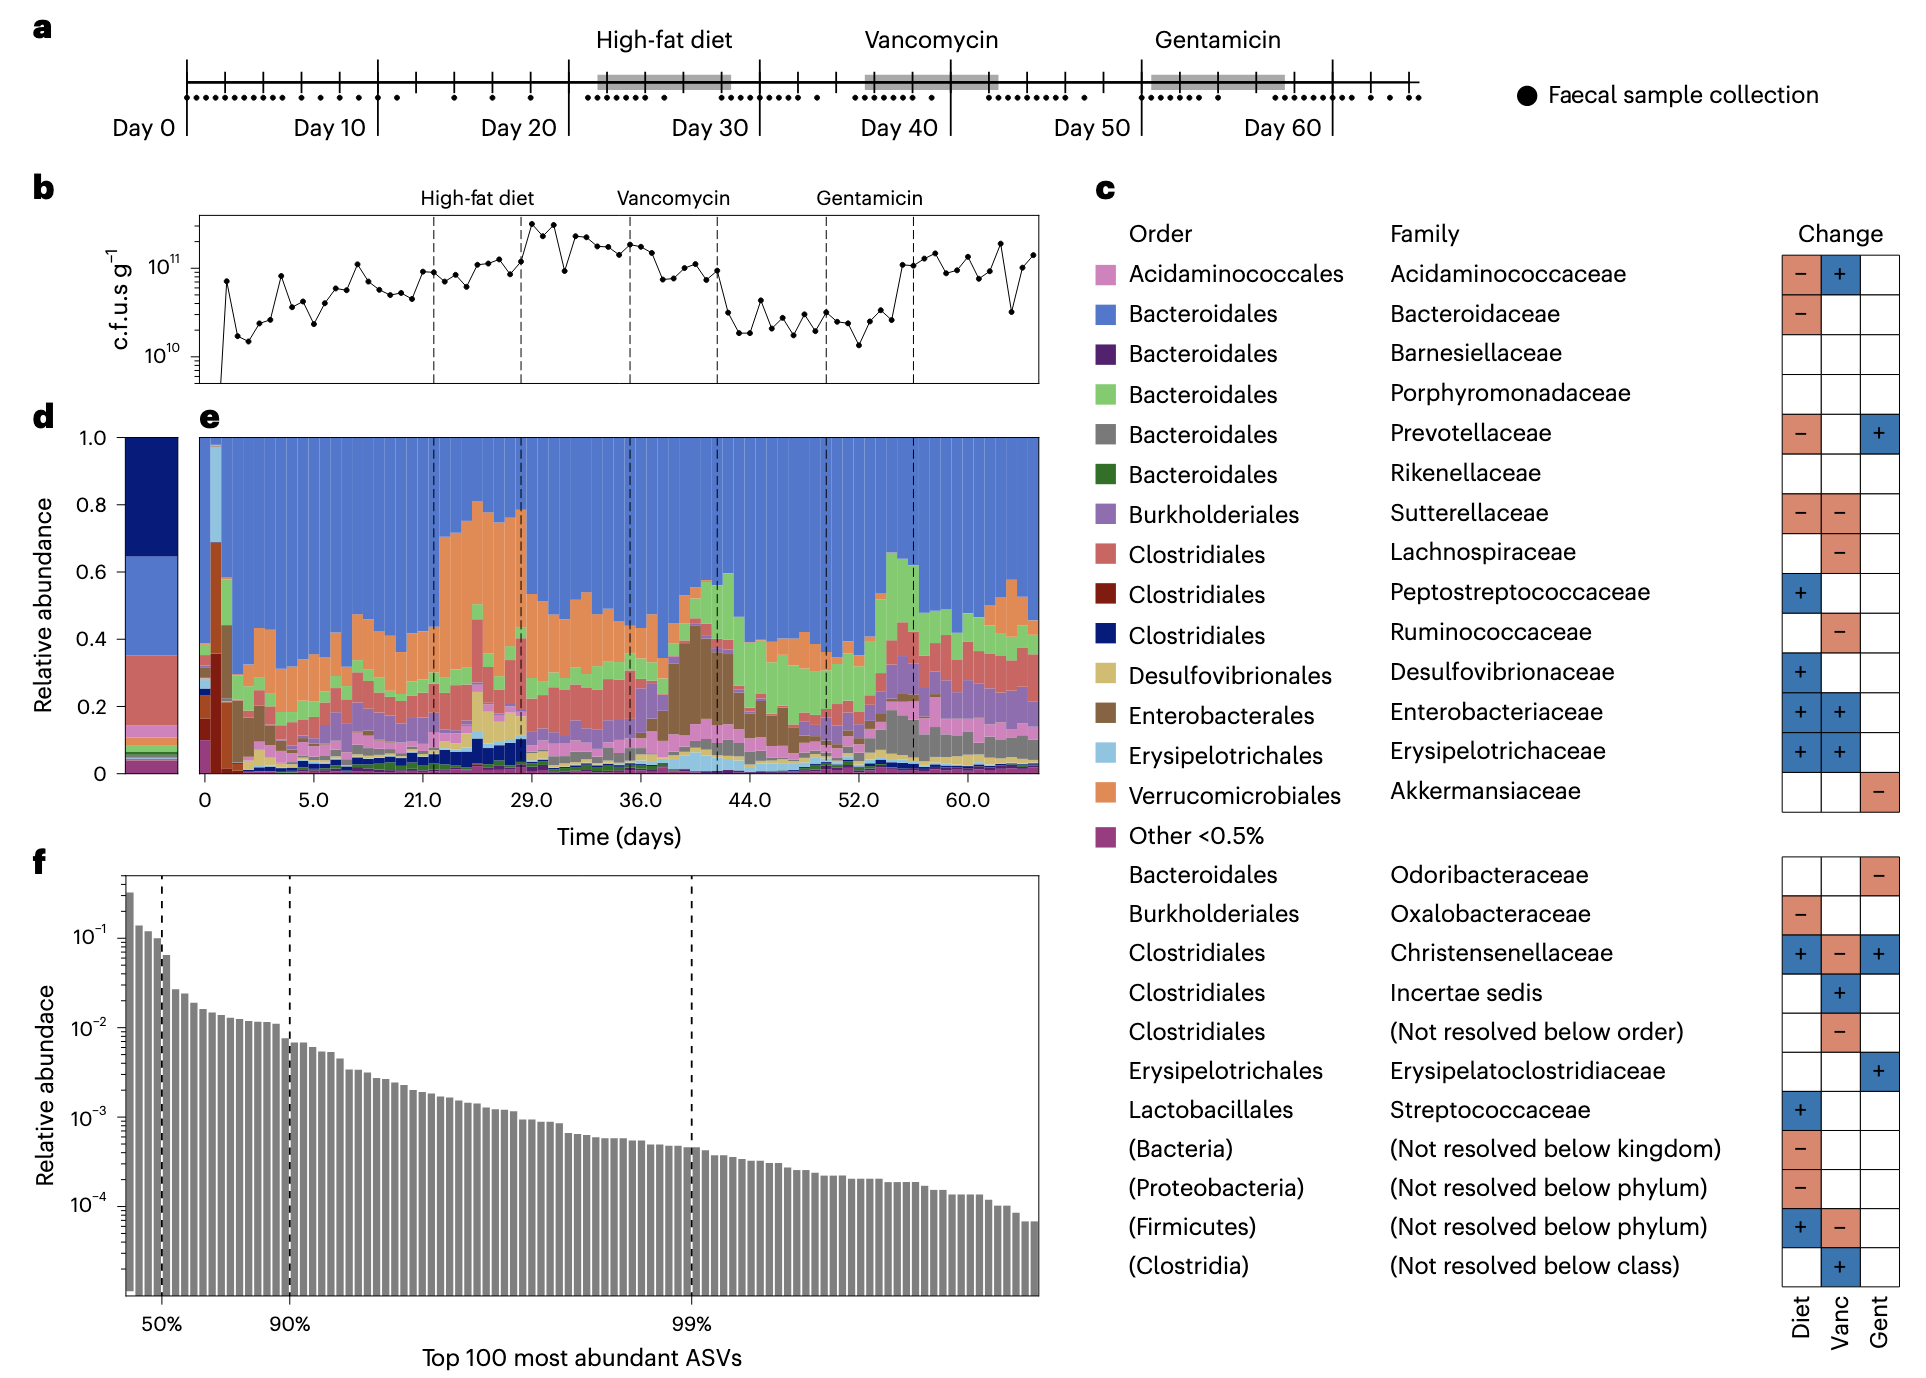 a
High-fat diet Vancomycin Gentamicin
Faecal sample collection
Day 0 Day 10 Day 20 Day 30 Day 40 Day 50 Day 60
b
High-fat diet Vancomycin Gentamicin
c.f.u.s g⁻¹
10¹¹
10¹⁰
c
Order Family Change
Acidaminococcales Acidaminococcaceae − +
Bacteroidales Bacteroidaceae −
Bacteroidales Barnesiellaceae
Bacteroidales Porphyromonadaceae
Bacteroidales Prevotellaceae − +
Bacteroidales Rikenellaceae
Burkholderiales Sutterellaceae − −
Clostridiales Lachnospiraceae −
Clostridiales Peptostreptococcaceae +
Clostridiales Ruminococcaceae −
Desulfovibrionales Desulfovibrionaceae +
Enterobacterales Enterobacteriaceae + +
Erysipelotrichales Erysipelotrichaceae + +
Verrucomicrobiales Akkermansiaceae −
Other <0.5%
Bacteroidales Odoribacteraceae −
Burkholderiales Oxalobacteraceae −
Clostridiales Christensenellaceae + − +
Clostridiales Incertae sedis +
Clostridiales (Not resolved below order) −
Erysipelotrichales Erysipelatoclostridiaceae +
Lactobacillales Streptococcaceae +
(Bacteria) (Not resolved below kingdom) −
(Proteobacteria) (Not resolved below phylum) −
(Firmicutes) (Not resolved below phylum) + −
(Clostridia) (Not resolved below class) +
Diet Vanc Gent
d
e
Relative abundance
1.0
0.8
0.6
0.4
0.2
0
0 5.0 21.0 29.0 36.0 44.0 52.0 60.0
Time (days)
f
Relative abundace
10⁻¹
10⁻²
10⁻³
10⁻⁴
50% 90% 99%
Top 100 most abundant ASVs